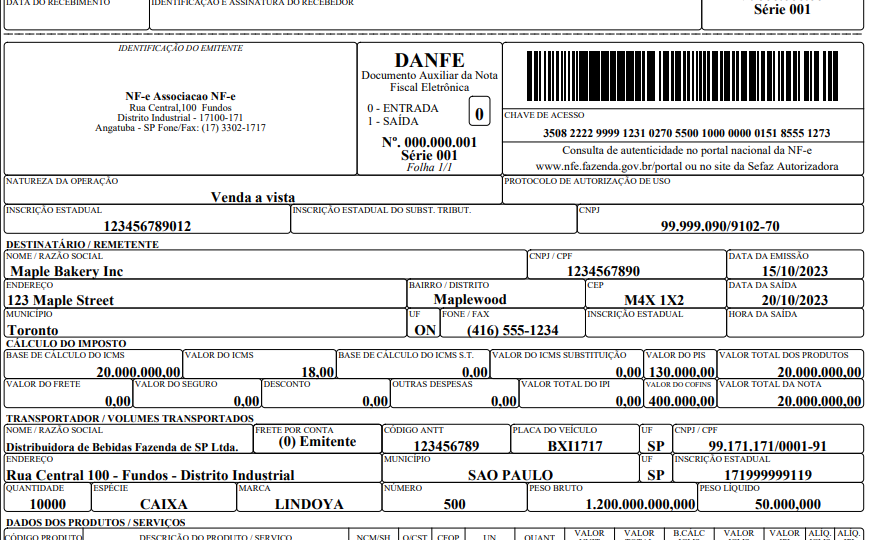 DATA DO RECEBIMENTO
IDENTIFICAÇÃO E ASSINATURA DO RECEBEDOR
Série 001
IDENTIFICAÇÃO DO EMITENTE
NF-e Associacao NF-e
Rua Central,100 Fundos
Distrito Industrial - 17100-171
Angatuba - SP Fone/Fax: (17) 3302-1717
DANFE
Documento Auxiliar da Nota
Fiscal Eletrônica
0 - ENTRADA
1 - SAÍDA
0
Nº. 000.000.001
Série 001
Folha 1/1
CHAVE DE ACESSO
3508 2222 9999 1231 0270 5500 1000 0000 0151 8555 1273
Consulta de autenticidade no portal nacional da NF-e
www.nfe.fazenda.gov.br/portal ou no site da Sefaz Autorizadora
NATUREZA DA OPERAÇÃO
Venda a vista
PROTOCOLO DE AUTORIZAÇÃO DE USO
INSCRIÇÃO ESTADUAL
123456789012
INSCRIÇÃO ESTADUAL DO SUBST. TRIBUT.
CNPJ
99.999.090/9102-70
DESTINATÁRIO / REMETENTE
NOME / RAZÃO SOCIAL
Maple Bakery Inc
CNPJ / CPF
1234567890
DATA DA EMISSÃO
15/10/2023
ENDEREÇO
123 Maple Street
BAIRRO / DISTRITO
Maplewood
CEP
M4X 1X2
DATA DA SAÍDA
20/10/2023
MUNICÍPIO
Toronto
UF
ON
FONE / FAX
(416) 555-1234
INSCRIÇÃO ESTADUAL
HORA DA SAÍDA
CÁLCULO DO IMPOSTO
BASE DE CÁLCULO DO ICMS
20.000.000,00
VALOR DO ICMS
18,00
BASE DE CÁLCULO DO ICMS S.T.
0,00
VALOR DO ICMS SUBSTITUIÇÃO
0,00
VALOR DO PIS
130.000,00
VALOR TOTAL DOS PRODUTOS
20.000.000,00
VALOR DO FRETE
0,00
VALOR DO SEGURO
0,00
DESCONTO
0,00
OUTRAS DESPESAS
0,00
VALOR TOTAL DO IPI
0,00
VALOR DO COFINS
400.000,00
VALOR TOTAL DA NOTA
20.000.000,00
TRANSPORTADOR / VOLUMES TRANSPORTADOS
NOME / RAZÃO SOCIAL
Distribuidora de Bebidas Fazenda de SP Ltda.
FRETE POR CONTA
(0) Emitente
CÓDIGO ANTT
123456789
PLACA DO VEÍCULO
BXI1717
UF
SP
CNPJ / CPF
99.171.171/0001-91
ENDEREÇO
Rua Central 100 - Fundos - Distrito Industrial
MUNICÍPIO
SAO PAULO
UF
SP
INSCRIÇÃO ESTADUAL
171999999119
QUANTIDADE
10000
ESPÉCIE
CAIXA
MARCA
LINDOYA
NÚMERO
500
PESO BRUTO
1.200.000.000,000
PESO LÍQUIDO
50.000,000
DADOS DOS PRODUTOS / SERVIÇOS
CÓDIGO PRODUTO
DESCRIÇÃO DO PRODUTO / SERVIÇO
NCM/SH
O/CST
CFOP
UN
QUANT
VALOR
VALOR
B.CALC
VALOR
VALOR
ALIQ.
ALIQ.